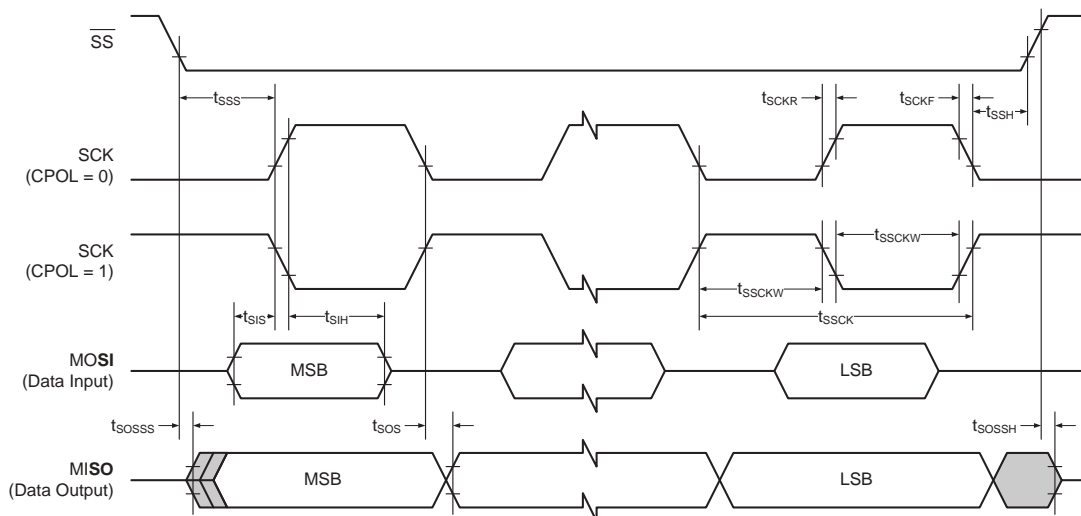 SS
tSSS
tSCKR
tSCKF
tSSH
SCK
(CPOL = 0)
SCK
(CPOL = 1)
tSSCKW
tSSCKW
tSSCK
tSIS
tSIH
MOSI
(Data Input)
MSB
LSB
tSOSSS
tSOS
tSOSSH
MISO
(Data Output)
MSB
LSB